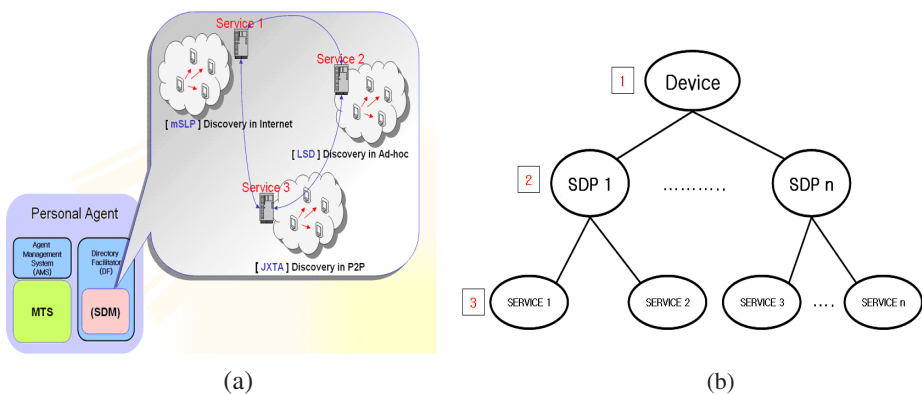 Service 1
Service 2
[ mSLP ] Discovery in Internet
[ LSD ] Discovery in Ad-hoc
Service 3
[ JXTA ] Discovery in P2P
Personal Agent
Agent
Management
System
(AMS)
Directory
Facilitator
(DF)
MTS
(SDM)
(a)
1
Device
2
SDP 1
...........
SDP n
3
SERVICE 1
SERVICE 2
SERVICE 3
....
SERVICE n
(b)